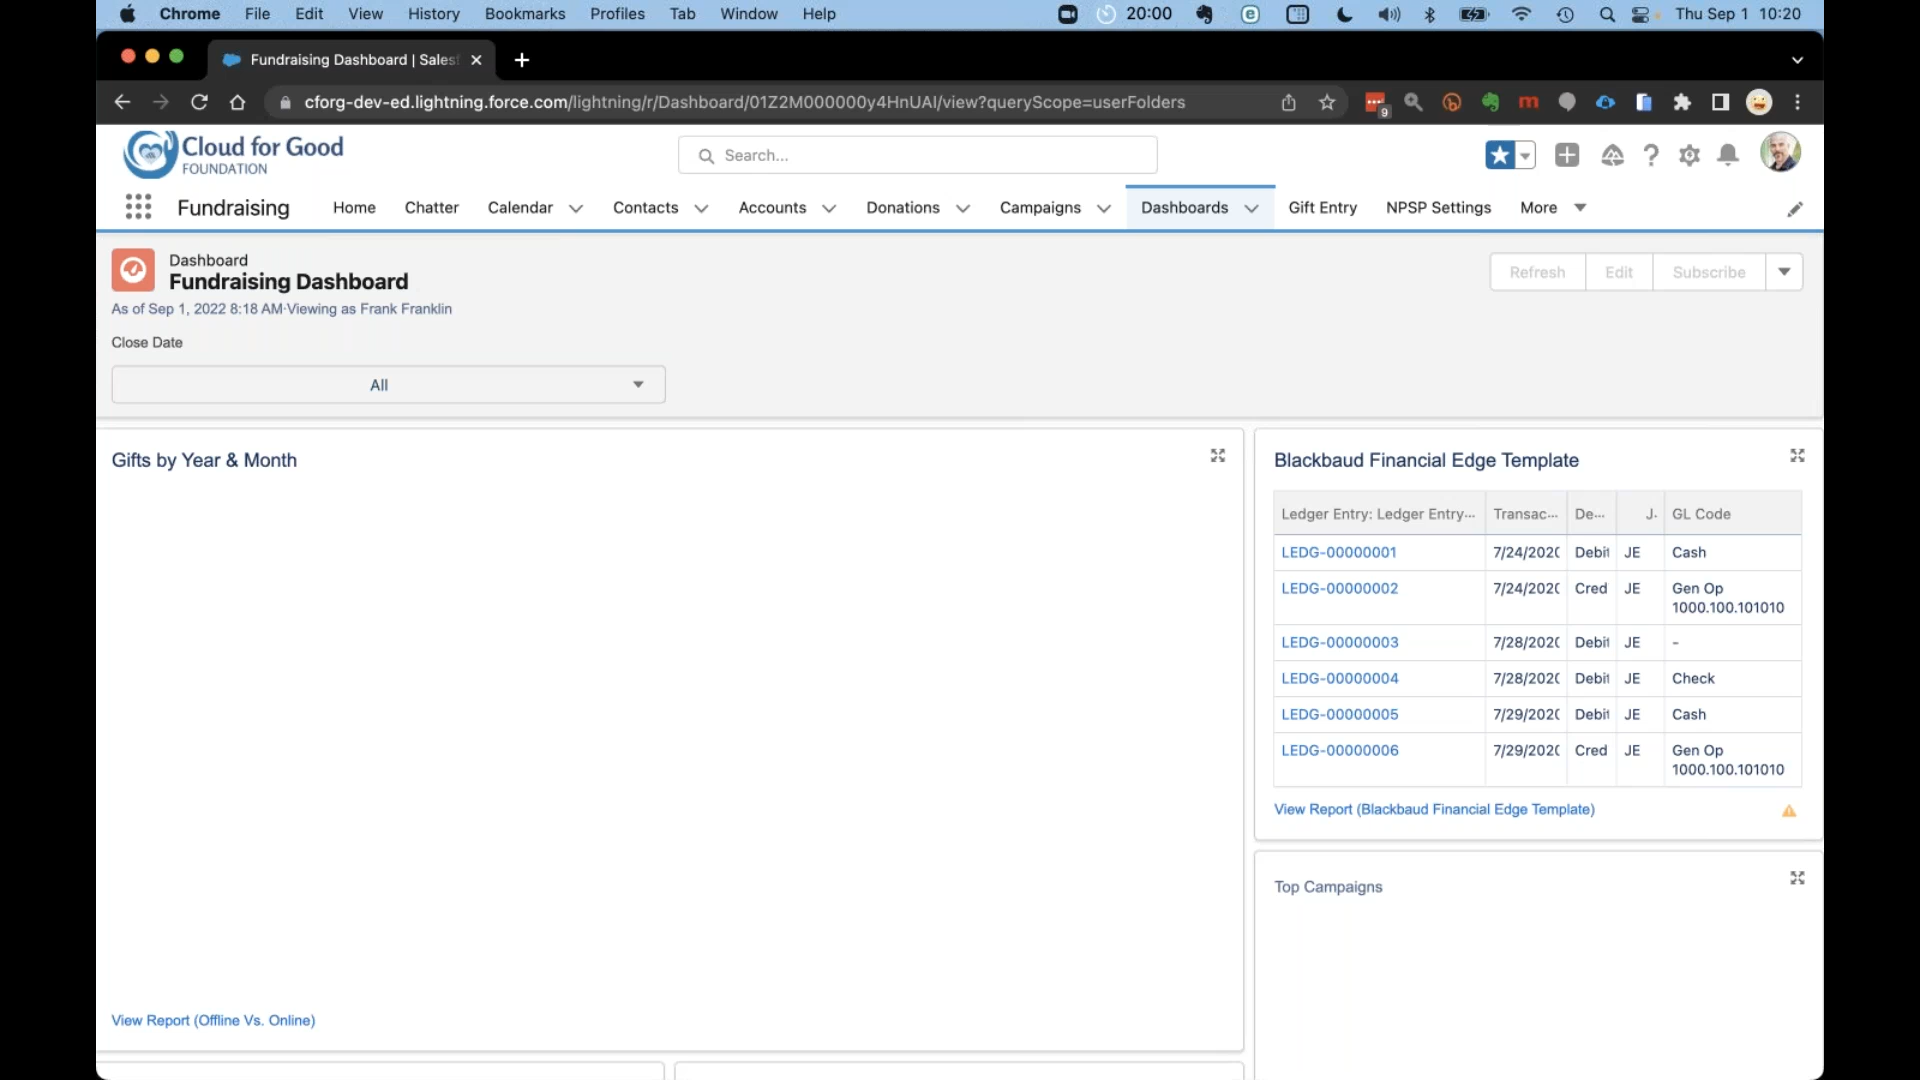 Chrome File Edit View History Bookmarks Profiles Tab Window Help 20:00 Thu Sep 1 10:20
Fundraising Dashboard | Sales
cforg-dev-ed.lightning.force.com/lightning/r/Dashboard/01Z2M000000y4HnUAI/view?queryScope=userFolders 9 m
Cloud for Good
FOUNDATION
Search...
Fundraising Home Chatter Calendar Contacts Accounts Donations Campaigns Dashboards Gift Entry NPSP Settings More
Dashboard
Fundraising Dashboard
As of Sep 1, 2022 8:18 AM·Viewing as Frank Franklin
Refresh Edit Subscribe
Close Date
All
Gifts by Year & Month
View Report (Offline Vs. Online)
Blackbaud Financial Edge Template
Ledger Entry: Ledger Entry... Transac... De... J. GL Code
LEDG-00000001 7/24/202 Debit JE Cash
LEDG-00000002 7/24/202 Cred JE Gen Op
1000.100.101010
LEDG-00000003 7/28/202 Debit JE -
LEDG-00000004 7/28/202 Debit JE Check
LEDG-00000005 7/29/202 Debit JE Cash
LEDG-00000006 7/29/202 Cred JE Gen Op
1000.100.101010
View Report (Blackbaud Financial Edge Template)
Top Campaigns